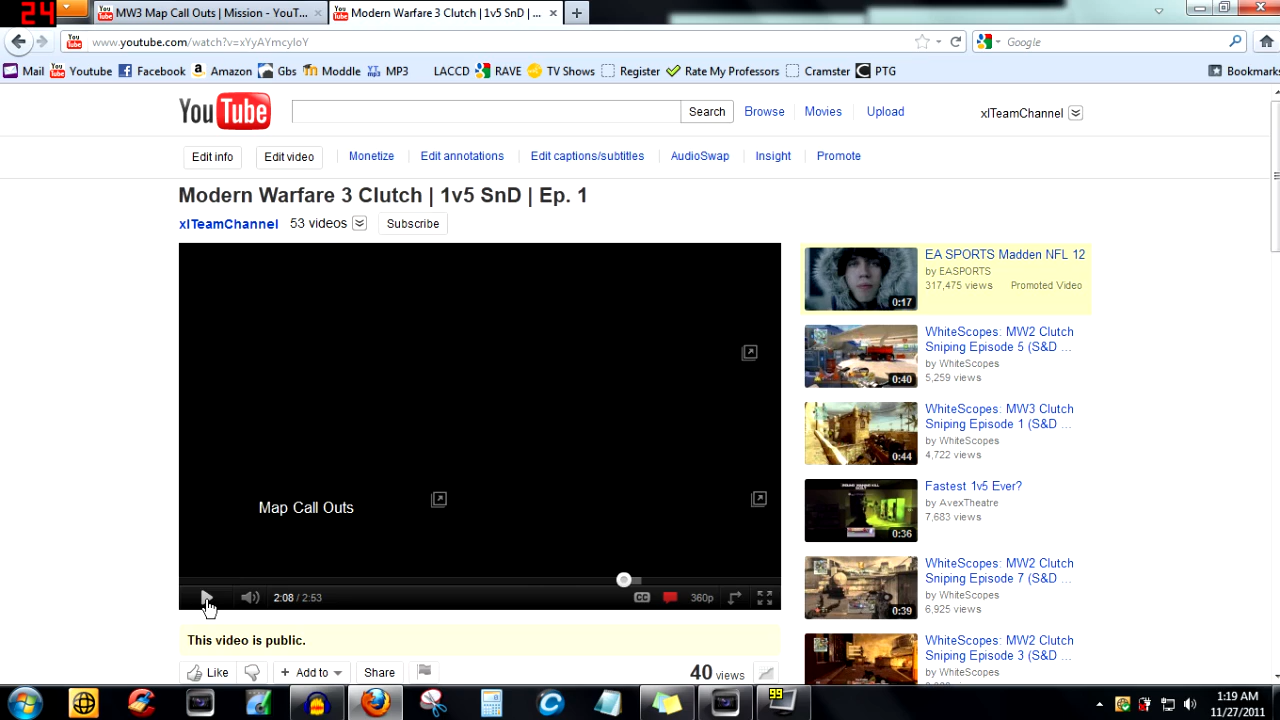 24
MW3 Map Call Outs | Mission - YouT...
Modern Warfare 3 Clutch | 1v5 SnD | ...
www.youtube.com/watch?v=xYyAYmcyloY
Google
Mail
Youtube
Facebook
Amazon
Gbs
Moddle
MP3
LACCD
RAVE
TV Shows
Register
Rate My Professors
Cramster
PTG
Bookmarks
YouTube
Search
Browse
Movies
Upload
xlTeamChannel
Edit info
Edit video
Monetize
Edit annotations
Edit captions/subtitles
AudioSwap
Insight
Promote
Modern Warfare 3 Clutch | 1v5 SnD | Ep. 1
xlTeamChannel 53 videos Subscribe
Map Call Outs
2:08 / 2:53
CC
360p
This video is public.
Like
Add to
Share
40 views
EA SPORTS Madden NFL 12
by EASPORTS
317,475 views Promoted Video
0:17
WhiteScopes: MW2 Clutch
Sniping Episode 5 (S&D ...
by WhiteScopes
5,259 views
0:40
WhiteScopes: MW3 Clutch
Sniping Episode 1 (S&D ...
by WhiteScopes
4,722 views
0:44
Fastest 1v5 Ever?
by AvexTheatre
7,683 views
0:36
WhiteScopes: MW2 Clutch
Sniping Episode 7 (S&D ...
by WhiteScopes
6,925 views
0:39
WhiteScopes: MW2 Clutch
Sniping Episode 3 (S&D ...
by WhiteScopes
99
1:19 AM
11/27/2011